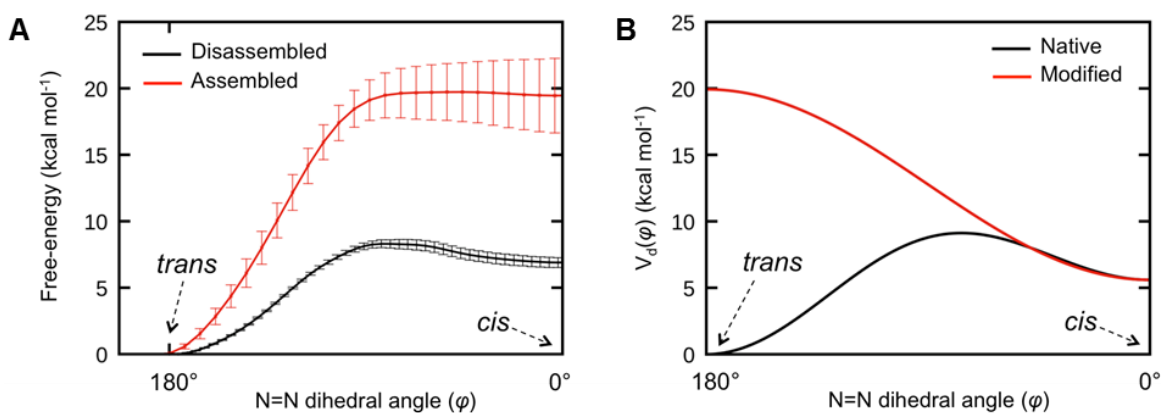 A
Free-energy (kcal mol⁻¹)
25
20
15
10
5
0
Disassembled
Assembled
trans
cis
180°
0°
N=N dihedral angle (φ)
B
V_d(φ) (kcal mol⁻¹)
25
20
15
10
5
0
Native
Modified
trans
cis
180°
0°
N=N dihedral angle (φ)